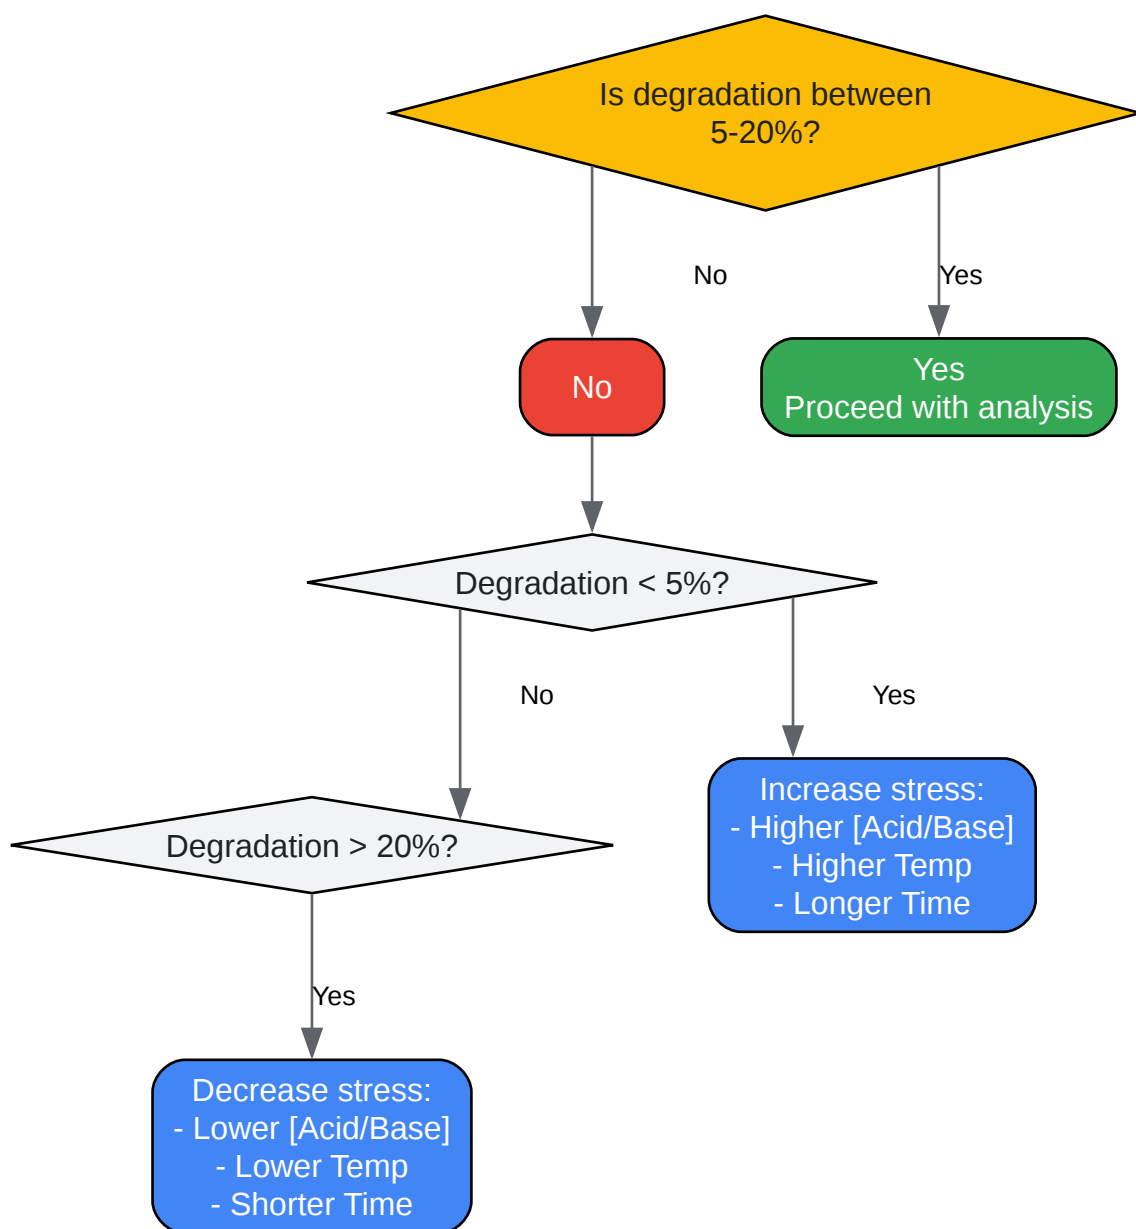 Is degradation between
5-20%?
No
Yes
No
Yes
Proceed with analysis
Degradation < 5%?
No
Yes
Increase stress:
- Higher [Acid/Base]
- Higher Temp
- Longer Time
Degradation > 20%?
Yes
Decrease stress:
- Lower [Acid/Base]
- Lower Temp
- Shorter Time